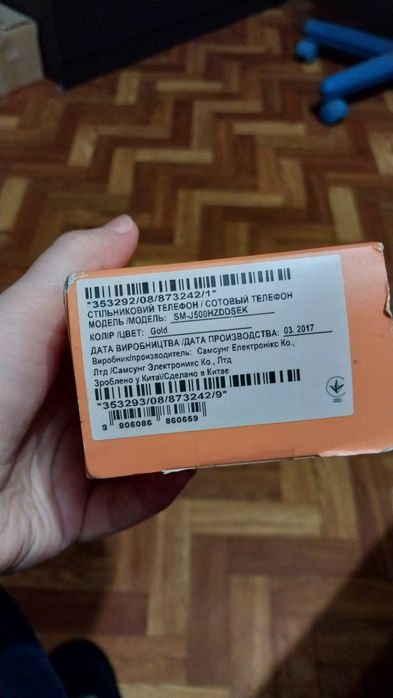 *353292/08/873242/1*
СТІЛЬНИКОВИЙ ТЕЛЕФОН / СОТОВЫЙ ТЕЛЕФОН
МОДЕЛЬ /МОДЕЛЬ: SM-J500HZDDSEK
КОЛІР /ЦВЕТ: Gold
ДАТА ВИРОБНИЦТВА /ДАТА ПРОИЗВОДСТВА: 03. 2017
Виробник/производитель: Самсунг Електронікс Ко.,
Лтд /Самсунг Электроникс Ко., Лтд
Зроблено у Китаї/Сделано в Китае
*353293/08/873242/9*
9 806086 860659